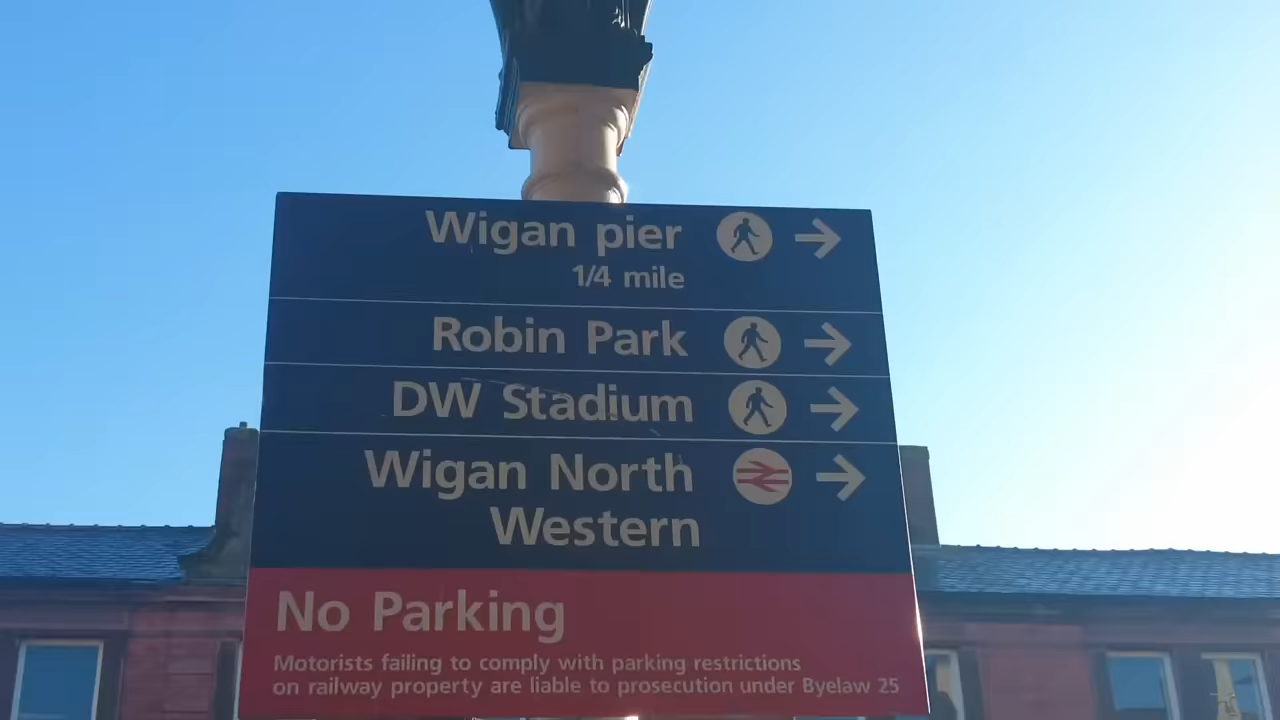 Wigan pier
1/4 mile
Robin Park
DW Stadium
Wigan North
Western
No Parking
Motorists failing to comply with parking restrictions
on railway property are liable to prosecution under Byelaw 25